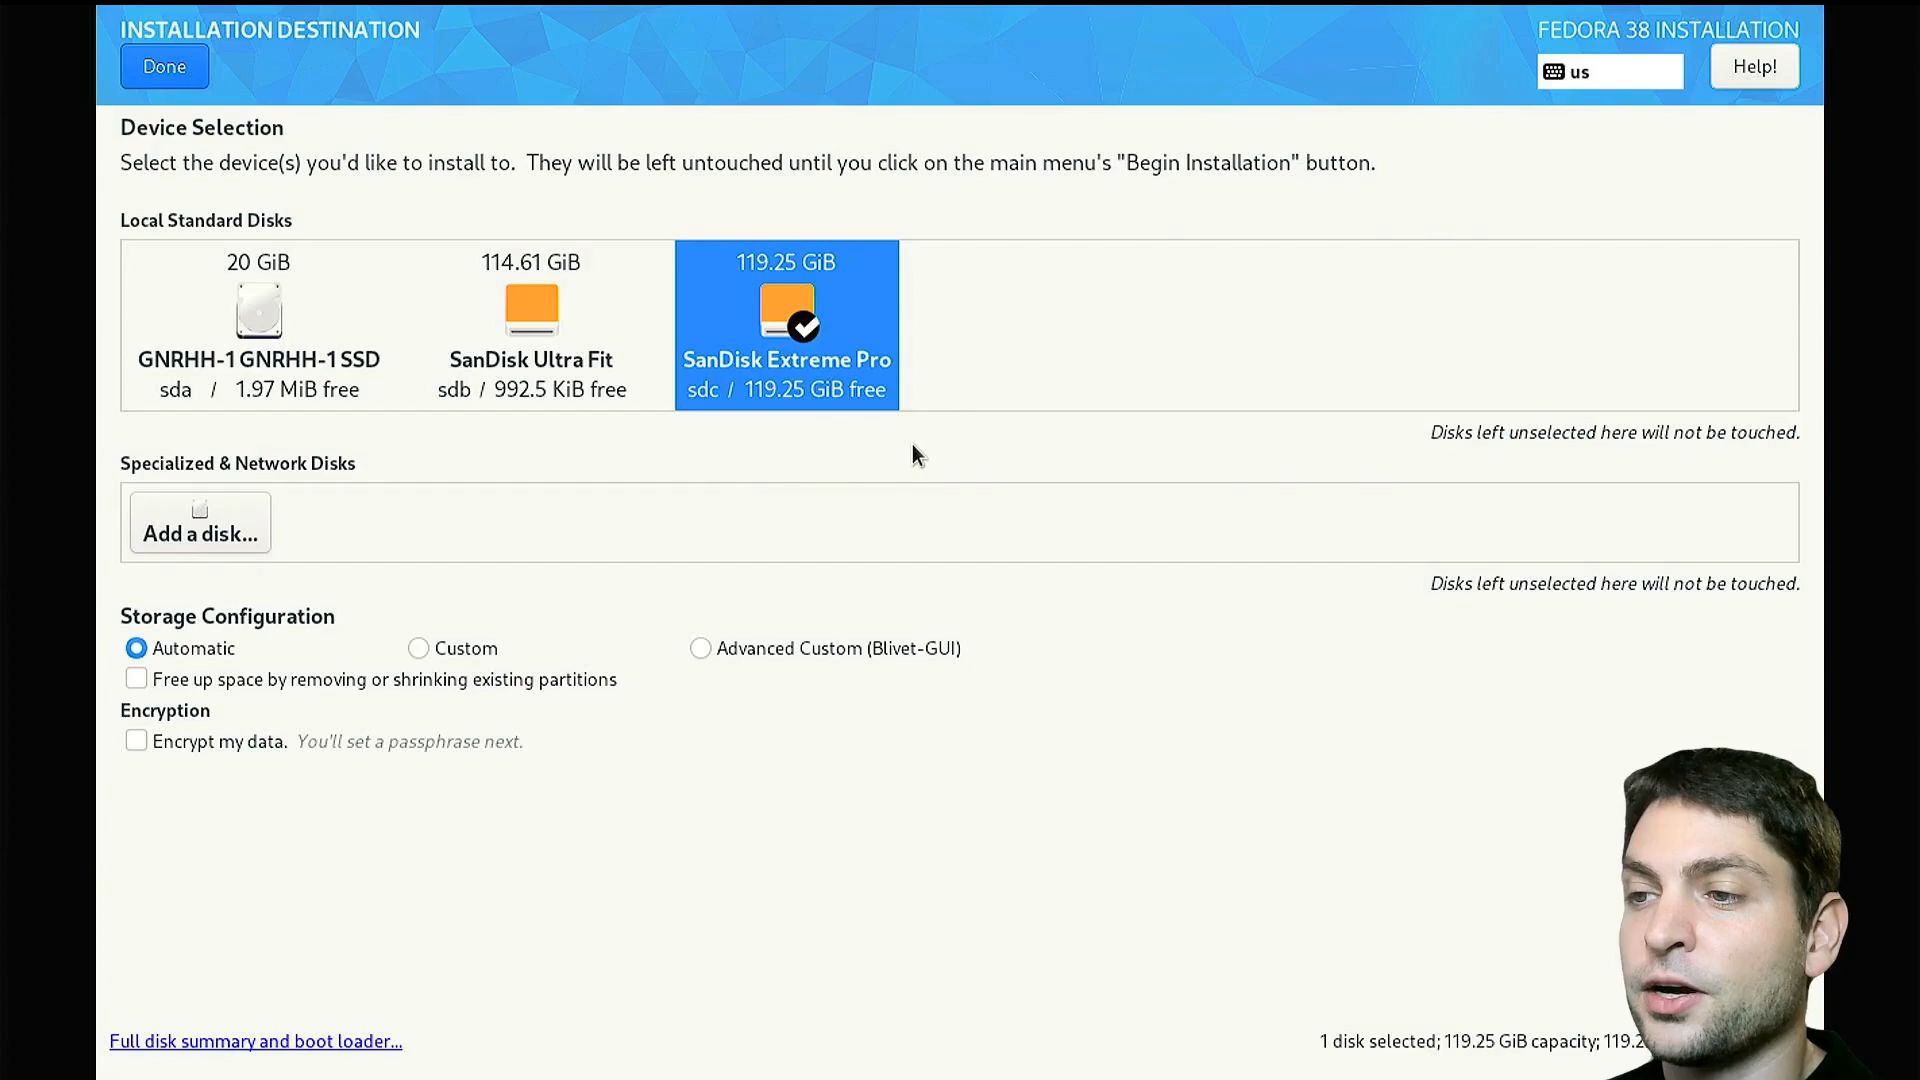 INSTALLATION DESTINATION
FEDORA 38 INSTALLATION
Done
us
Help!
Device Selection
Select the device(s) you'd like to install to.  They will be left untouched until you click on the main menu's "Begin Installation" button.
Local Standard Disks
20 GiB
GNRHH-1 GNRHH-1 SSD
sda / 1.97 MiB free
114.61 GiB
SanDisk Ultra Fit
sdb / 992.5 KiB free
119.25 GiB
SanDisk Extreme Pro
sdc / 119.25 GiB free
Disks left unselected here will not be touched.
Specialized & Network Disks
Add a disk...
Disks left unselected here will not be touched.
Storage Configuration
Automatic
Custom
Advanced Custom (Blivet-GUI)
Free up space by removing or shrinking existing partitions
Encryption
Encrypt my data. You'll set a passphrase next.
Full disk summary and boot loader...
1 disk selected; 119.25 GiB capacity;